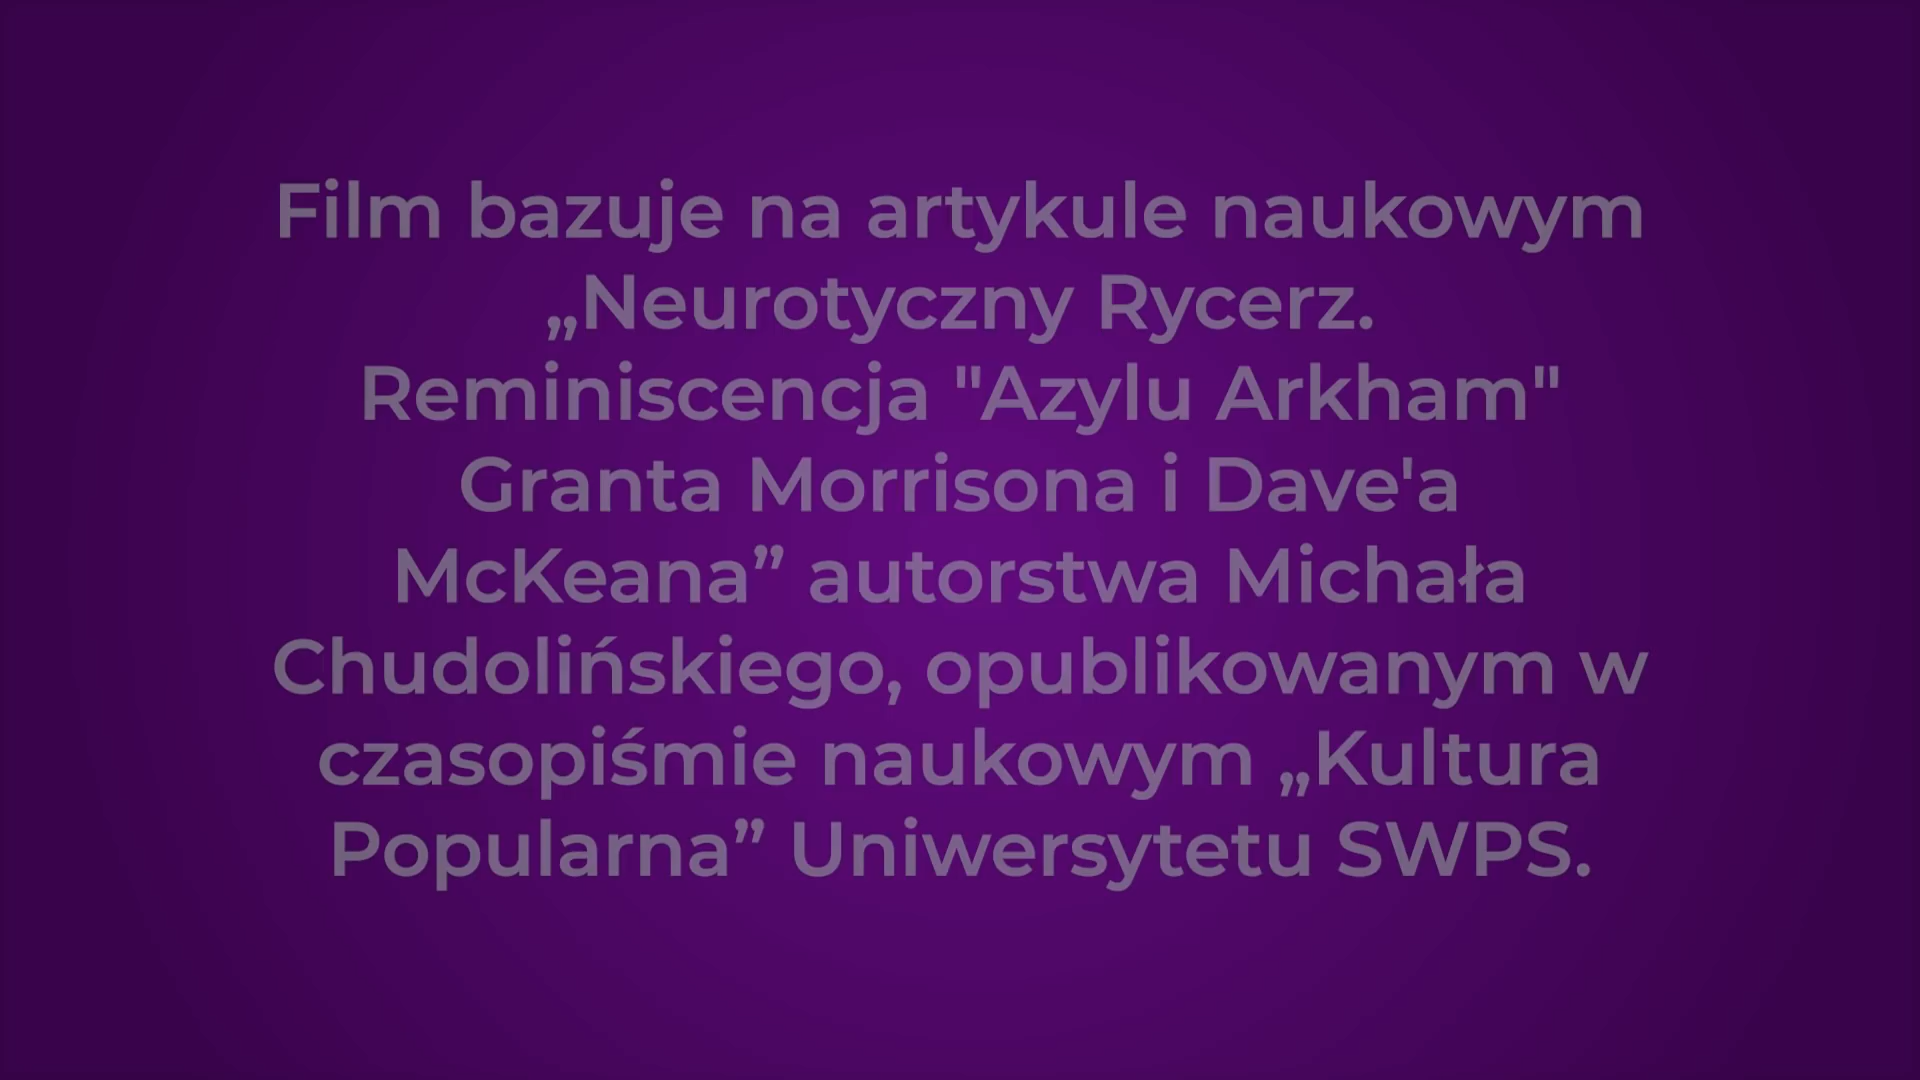 Film bazuje na artykule naukowym
„Neurotyczny Rycerz.
Reminiscencja "Azylu Arkham"
Granta Morrisona i Dave'a
McKeana” autorstwa Michała
Chudolińskiego, opublikowanym w
czasopiśmie naukowym „Kultura
Popularna” Uniwersytetu SWPS.